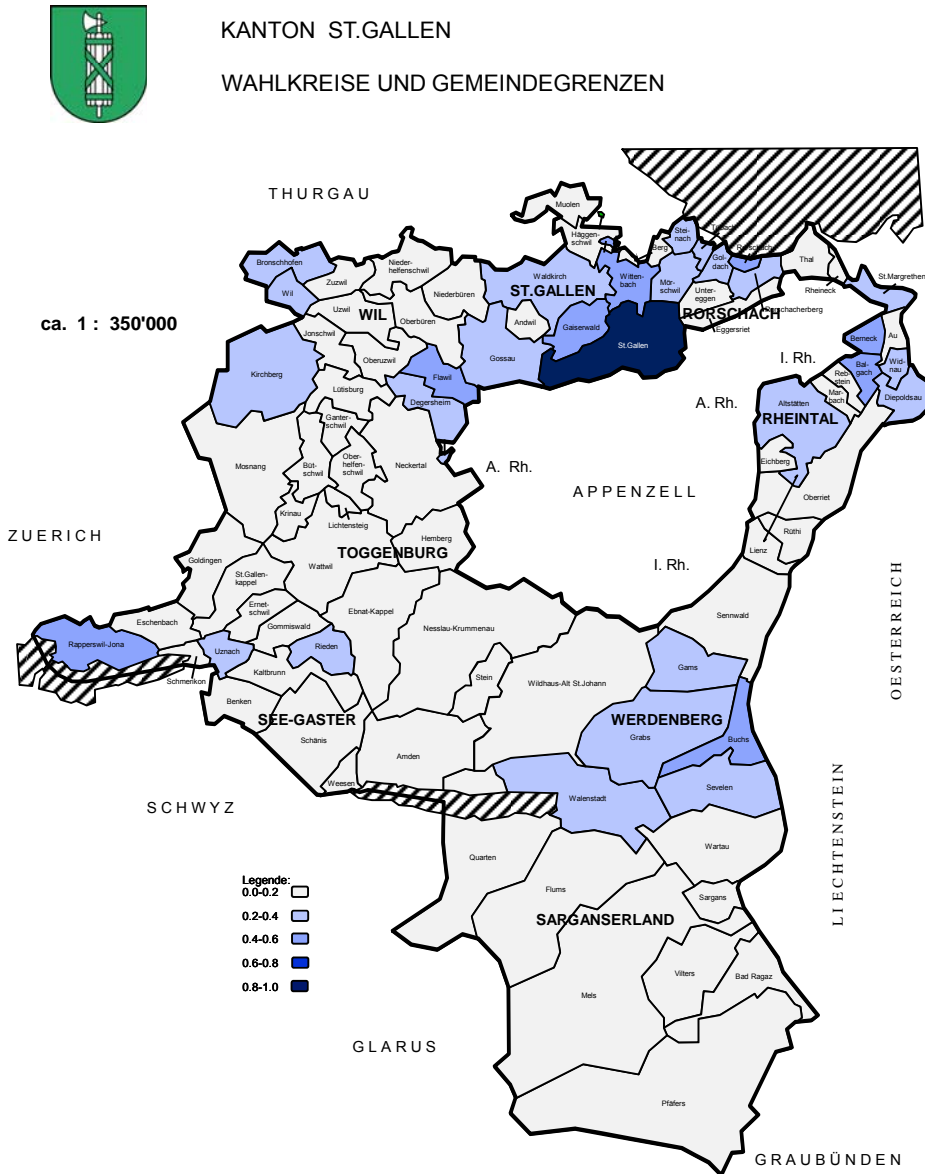 KANTON ST.GALLEN
WAHLKREISE UND GEMEINDEGRENZEN
THURGAU
ca. 1 : 350'000
Muolen
Häggen-
schwil
Berg
Stei-
nach
Gol-
dach
Thal
Rheineck
St.Margrethen
Bronschhofen
Wil
Zuzwil
Nieder-
helfenschwil
Niederbüren
Waldkirch
ST.GALLEN
Witten-
bach
Mör-
schwil
Unter-
eggen
RORSCHACH
Eggersriet
Uzwil
WIL
Oberbüren
Andwil
Gaiserwald
St.Gallen
Jonschwil
Oberuzwil
Gossau
Kirchberg
Flawil
Degersheim
I. Rh.
Berneck
Au
Bal-
gach
Wid-
nau
Reb-
stein
Mar-
bach
Diepoldsau
A. Rh.
Altstätten
RHEINTAL
Lütisburg
Ganter-
schwil
Mosnang
Büt-
schwil
Ober-
helfen-
schwil
Neckertal
A. Rh.
APPENZELL
Eichberg
Oberriet
Krinau
Lichtensteig
ZUERICH
Hemberg
TOGGENBURG
Wattwil
Lienz
Rüthi
I. Rh.
Goldingen
St.Gallen-
kappel
Ernet-
schwil
Ebnat-Kappel
Nesslau-Krummenau
Sennwald
OESTERREICH
Eschenbach
Gommiswald
Rapperswil-Jona
Uznach
Rieden
Schmerikon
Kaltbrunn
Stein
Wildhaus-Alt St.Johann
Gams
Benken
SEE-GASTER
WERDENBERG
Schänis
Grabs
Buchs
Amden
Weesen
Walenstadt
Sevelen
SCHWYZ
LIECHTENSTEIN
Wartau
Quarten
Flums
Sargans
SARGANSERLAND
Legende:
0.0-0.2
0.2-0.4
0.4-0.6
0.6-0.8
0.8-1.0
Vilters
Bad Ragaz
Mels
GLARUS
Pfäfers
GRAUBÜNDEN